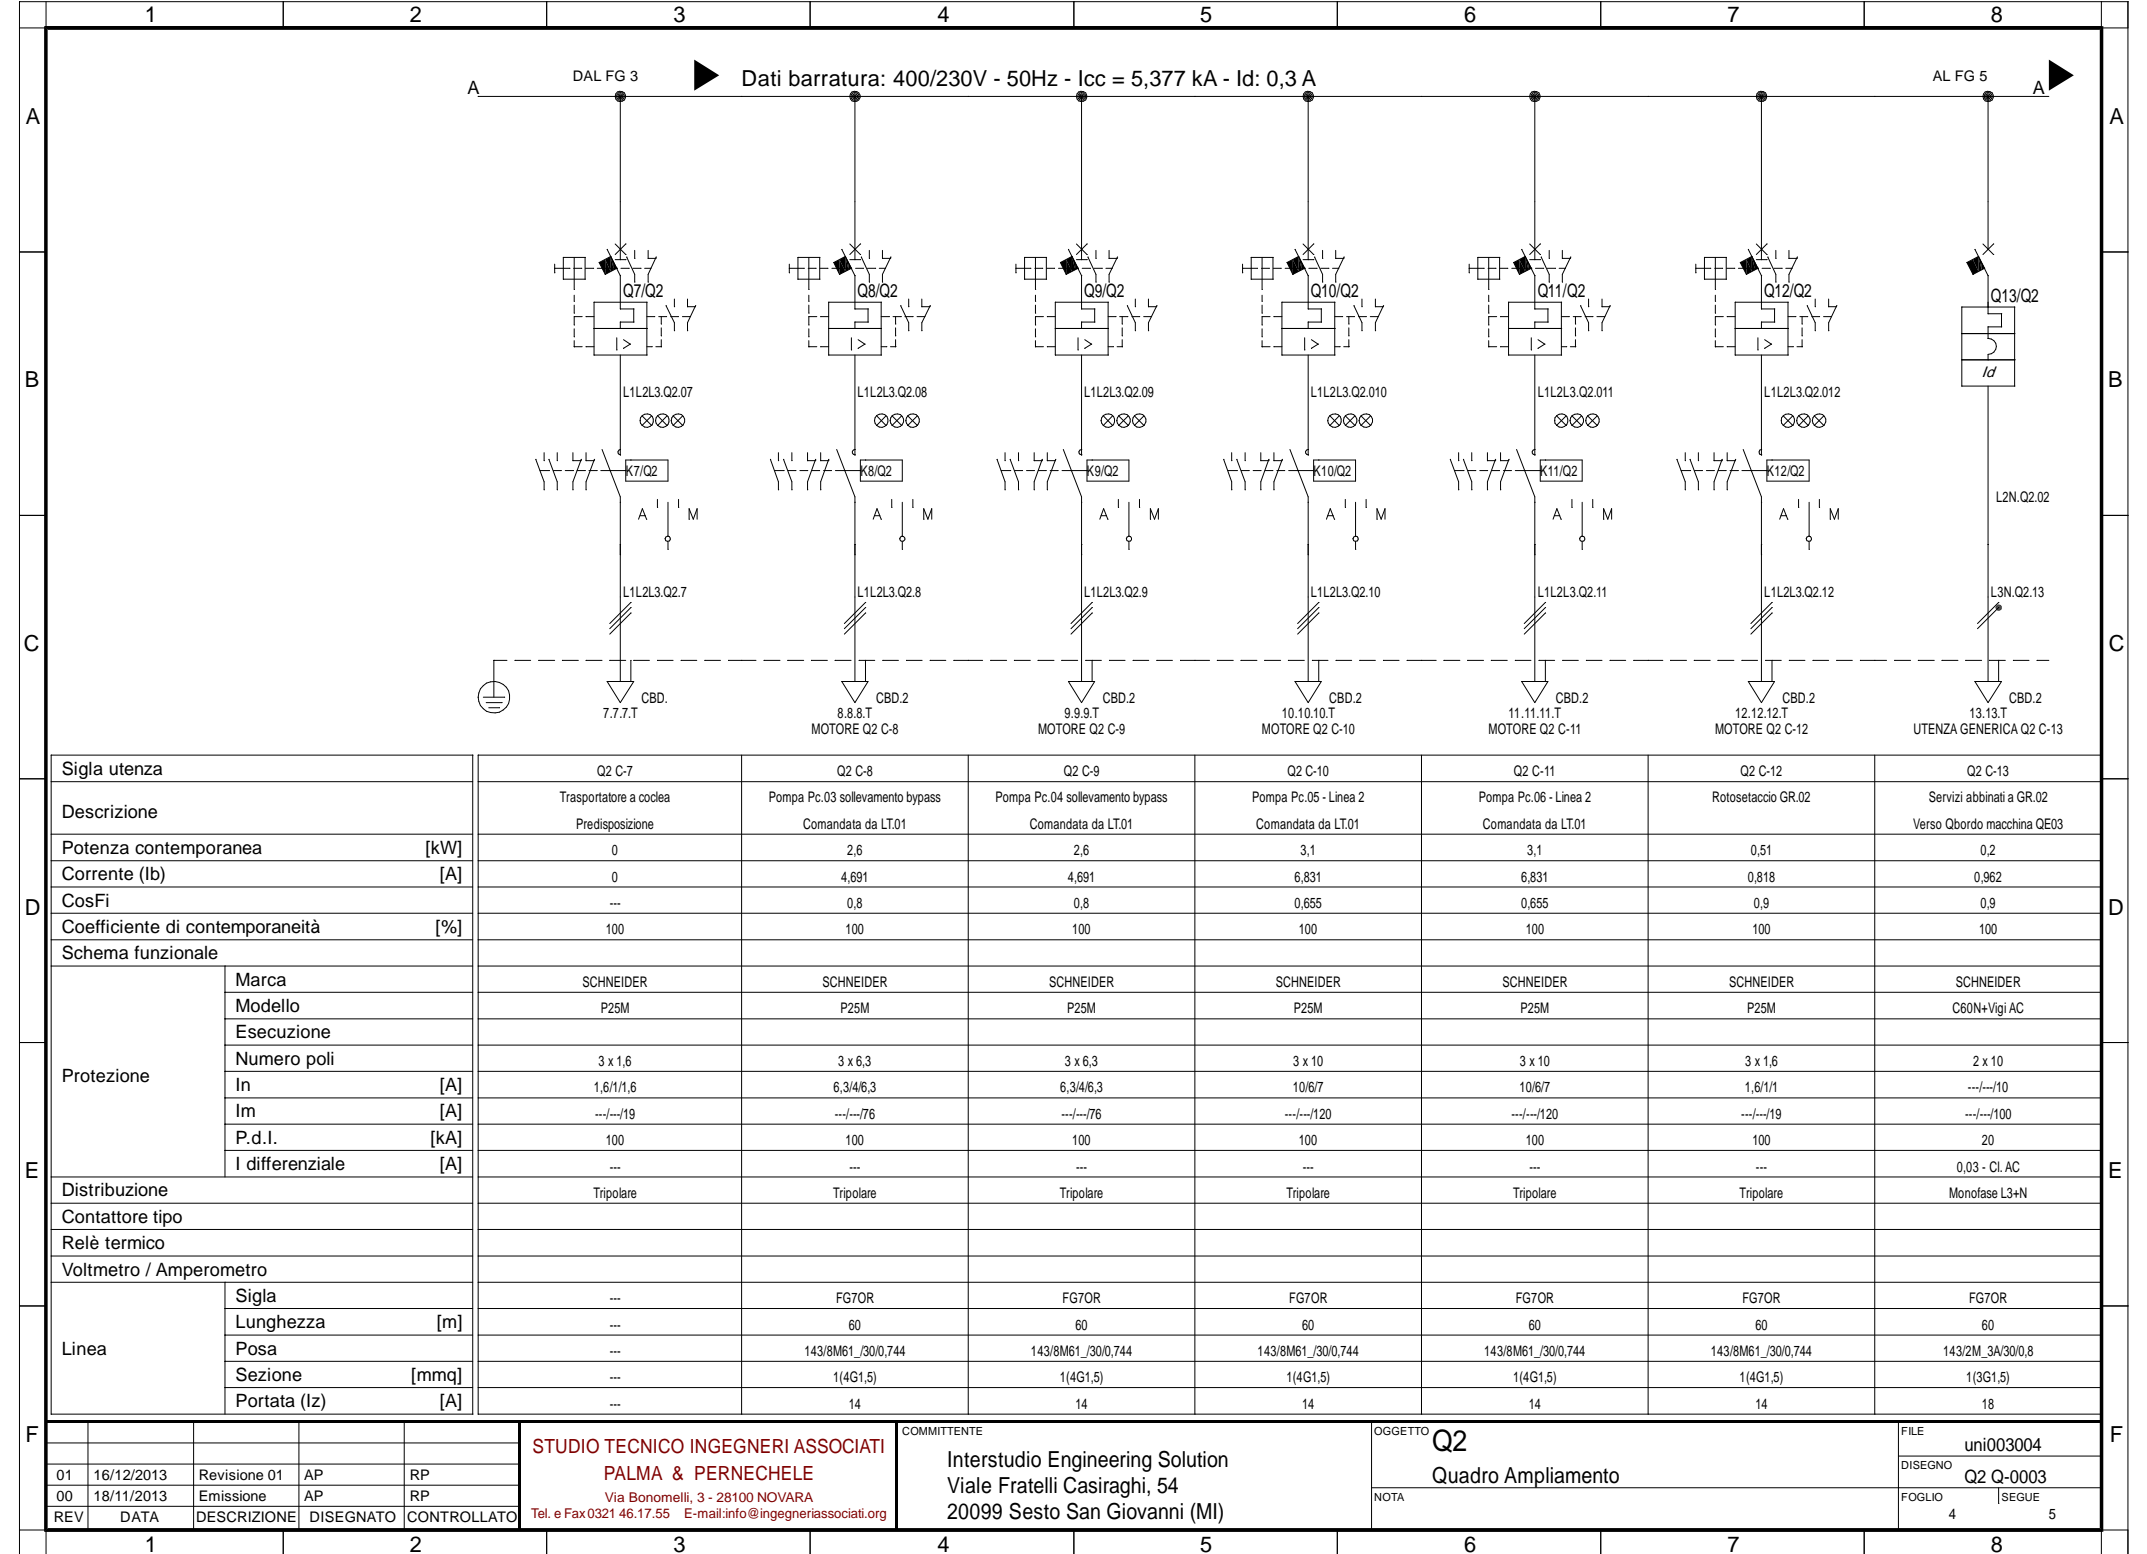 1 2 3 4 5 6 7 8
A A
B B
C C
D D
E E
F F
DAL FG 3 Dati barratura: 400/230V - 50Hz - Icc = 5,377 kA - Id: 0,3 A AL FG 5
A A
Q7/Q2 Q8/Q2 Q9/Q2 Q10/Q2 Q11/Q2 Q12/Q2 Q13/Q2
I> I> I> I> I> I> Id
L1L2L3.Q2.07 L1L2L3.Q2.08 L1L2L3.Q2.09 L1L2L3.Q2.010 L1L2L3.Q2.011 L1L2L3.Q2.012
K7/Q2 K8/Q2 K9/Q2 K10/Q2 K11/Q2 K12/Q2
L2N.Q2.02
A M A M A M A M A M A M
L1L2L3.Q2.7 L1L2L3.Q2.8 L1L2L3.Q2.9 L1L2L3.Q2.10 L1L2L3.Q2.11 L1L2L3.Q2.12 L3N.Q2.13
CBD. CBD.2 CBD.2 CBD.2 CBD.2 CBD.2 CBD.2
7.7.7.T 8.8.8.T 9.9.9.T 10.10.10.T 11.11.11.T 12.12.12.T 13.13.T
MOTORE Q2 C-8 MOTORE Q2 C-9 MOTORE Q2 C-10 MOTORE Q2 C-11 MOTORE Q2 C-12 UTENZA GENERICA Q2 C-13
Sigla utenza Q2 C-7 Q2 C-8 Q2 C-9 Q2 C-10 Q2 C-11 Q2 C-12 Q2 C-13
Descrizione
Trasportatore a coclea Pompa Pc.03 sollevamento bypass Pompa Pc.04 sollevamento bypass Pompa Pc.05 - Linea 2 Pompa Pc.06 - Linea 2 Rotosetaccio GR.02 Servizi abbinati a GR.02
Predisposizione Comandata da LT.01 Comandata da LT.01 Comandata da LT.01 Comandata da LT.01 Verso Qbordo macchina QE03
Potenza contemporanea [kW] 0 2,6 2,6 3,1 3,1 0,51 0,2
Corrente (Ib) [A] 0 4,691 4,691 6,831 6,831 0,818 0,962
CosFi --- 0,8 0,8 0,655 0,655 0,9 0,9
Coefficiente di contemporaneità [%] 100 100 100 100 100 100 100
Schema funzionale
Protezione
Marca SCHNEIDER SCHNEIDER SCHNEIDER SCHNEIDER SCHNEIDER SCHNEIDER SCHNEIDER
Modello P25M P25M P25M P25M P25M P25M C60N+Vigi AC
Esecuzione
Numero poli 3 x 1,6 3 x 6,3 3 x 6,3 3 x 10 3 x 10 3 x 1,6 2 x 10
In [A] 1,6/1/1,6 6,3/4/6,3 6,3/4/6,3 10/6/7 10/6/7 1,6/1/1 ---/---/10
Im [A] ---/---/19 ---/---/76 ---/---/76 ---/---/120 ---/---/120 ---/---/19 ---/---/100
P.d.I. [kA] 100 100 100 100 100 100 20
I differenziale [A] --- --- --- --- --- --- 0,03 - Cl. AC
Distribuzione Tripolare Tripolare Tripolare Tripolare Tripolare Tripolare Monofase L3+N
Contattore tipo
Relè termico
Voltmetro / Amperometro
Linea
Sigla --- FG7OR FG7OR FG7OR FG7OR FG7OR FG7OR
Lunghezza [m] --- 60 60 60 60 60 60
Posa --- 143/8M61_/30/0,744 143/8M61_/30/0,744 143/8M61_/30/0,744 143/8M61_/30/0,744 143/8M61_/30/0,744 143/2M_3A/30/0,8
Sezione [mmq] --- 1(4G1,5) 1(4G1,5) 1(4G1,5) 1(4G1,5) 1(4G1,5) 1(3G1,5)
Portata (Iz) [A] --- 14 14 14 14 14 18
01 16/12/2013 Revisione 01 AP RP
00 18/11/2013 Emissione AP RP
REV DATA DESCRIZIONE DISEGNATO CONTROLLATO
STUDIO TECNICO INGEGNERI ASSOCIATI
PALMA & PERNECHELE
Via Bonomelli, 3 - 28100 NOVARA
Tel. e Fax 0321 46.17.55 E-mail:info@ingegneriassociati.org
COMMITTENTE
Interstudio Engineering Solution
Viale Fratelli Casiraghi, 54
20099 Sesto San Giovanni (MI)
OGGETTO Q2
Quadro Ampliamento
NOTA
FILE uni003004
DISEGNO Q2 Q-0003
FOGLIO 4 SEGUE 5
1 2 3 4 5 6 7 8